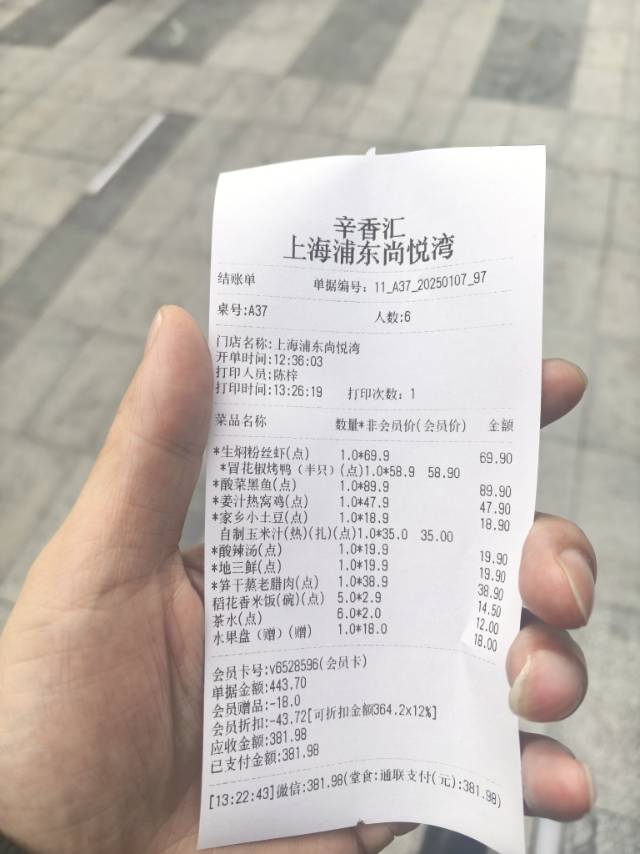 辛香汇
上海浦东尚悦湾
结账单 单据编号：11_A37_20250107_97
桌号:A37 人数:6
门店名称:上海浦东尚悦湾
开单时间:12:36:03
打印人员:陈梓
打印时间:13:26:19 打印次数：1
菜品名称 数量*非会员价(会员价) 金额
*生焖粉丝虾(点) 1.0*69.9 69.90
*冒花椒烤鸭（半只）(点)1.0*58.9 58.90
*酸菜黑鱼(点) 1.0*89.9 89.90
*姜汁热窝鸡(点) 1.0*47.9 47.90
*家乡小土豆(点) 1.0*18.9 18.90
自制玉米汁(热)(扎)(点)1.0*35.0 35.00
*酸辣汤(点) 1.0*19.9 19.90
*地三鲜(点) 1.0*19.9 19.90
*笋干蒸老腊肉(点) 1.0*38.9 38.90
稻花香米饭(碗)(点) 5.0*2.9 14.50
茶水(点) 6.0*2.0 12.00
水果盘（赠）(赠) 1.0*18.0 18.00
会员卡号:v6528596(会员卡)
单据金额:443.70
会员赠品:-18.0
会员折扣:-43.72[可折扣金额364.2x12%]
应收金额:381.98
已支付金额:381.98
[13:22:43]微信:381.98(堂食:通联支付(元):381.98)